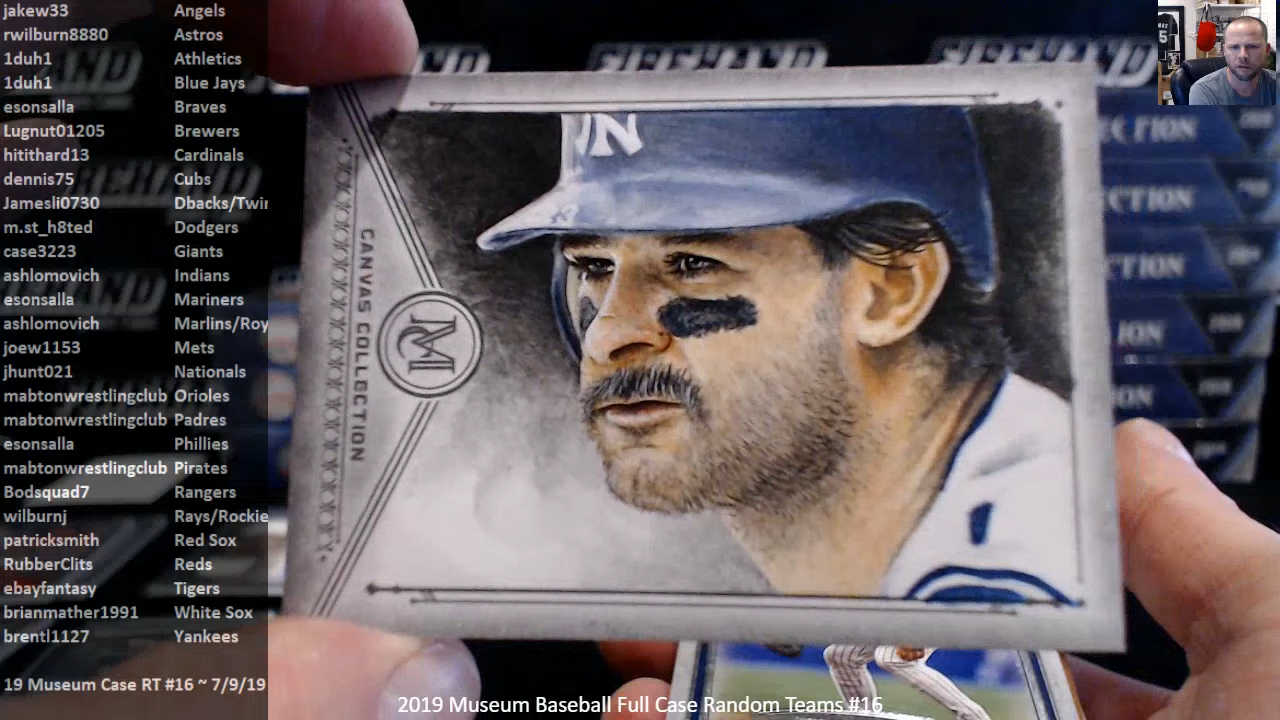 jakew33 Angels
rwilburn8880 Astros
1duh1 Athletics
1duh1 Blue Jays
esonsalla Braves
Lugnut01205 Brewers
hitithard13 Cardinals
dennis75 Cubs
Jamesli0730 Dbacks/Twin
m.st_h8ted Dodgers
case3223 Giants
ashlomovich Indians
esonsalla Mariners
ashlomovich Marlins/Roy
joew1153 Mets
jhunt021 Nationals
mabtonwrestlingclub Orioles
mabtonwrestlingclub Padres
esonsalla Phillies
mabtonwrestlingclub Pirates
Bodsquad7 Rangers
wilburnj Rays/Rockie
patricksmith Red Sox
RubberClits Reds
ebayfantasy Tigers
brianmather1991 White Sox
brentl1127 Yankees
19 Museum Case RT #16 ~ 7/9/19
CANVAS COLLECTION
M
2019 Museum Baseball Full Case Random Teams #16